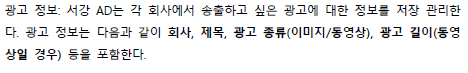 광고 정보: 서강 AD는 각 회사에서 송출하고 싶은 광고에 대한 정보를 저장 관리한
다. 광고 정보는 다음과 같이 회사, 제목, 광고 종류(이미지/동영상), 광고 길이(동영
상일 경우) 등을 포함한다.